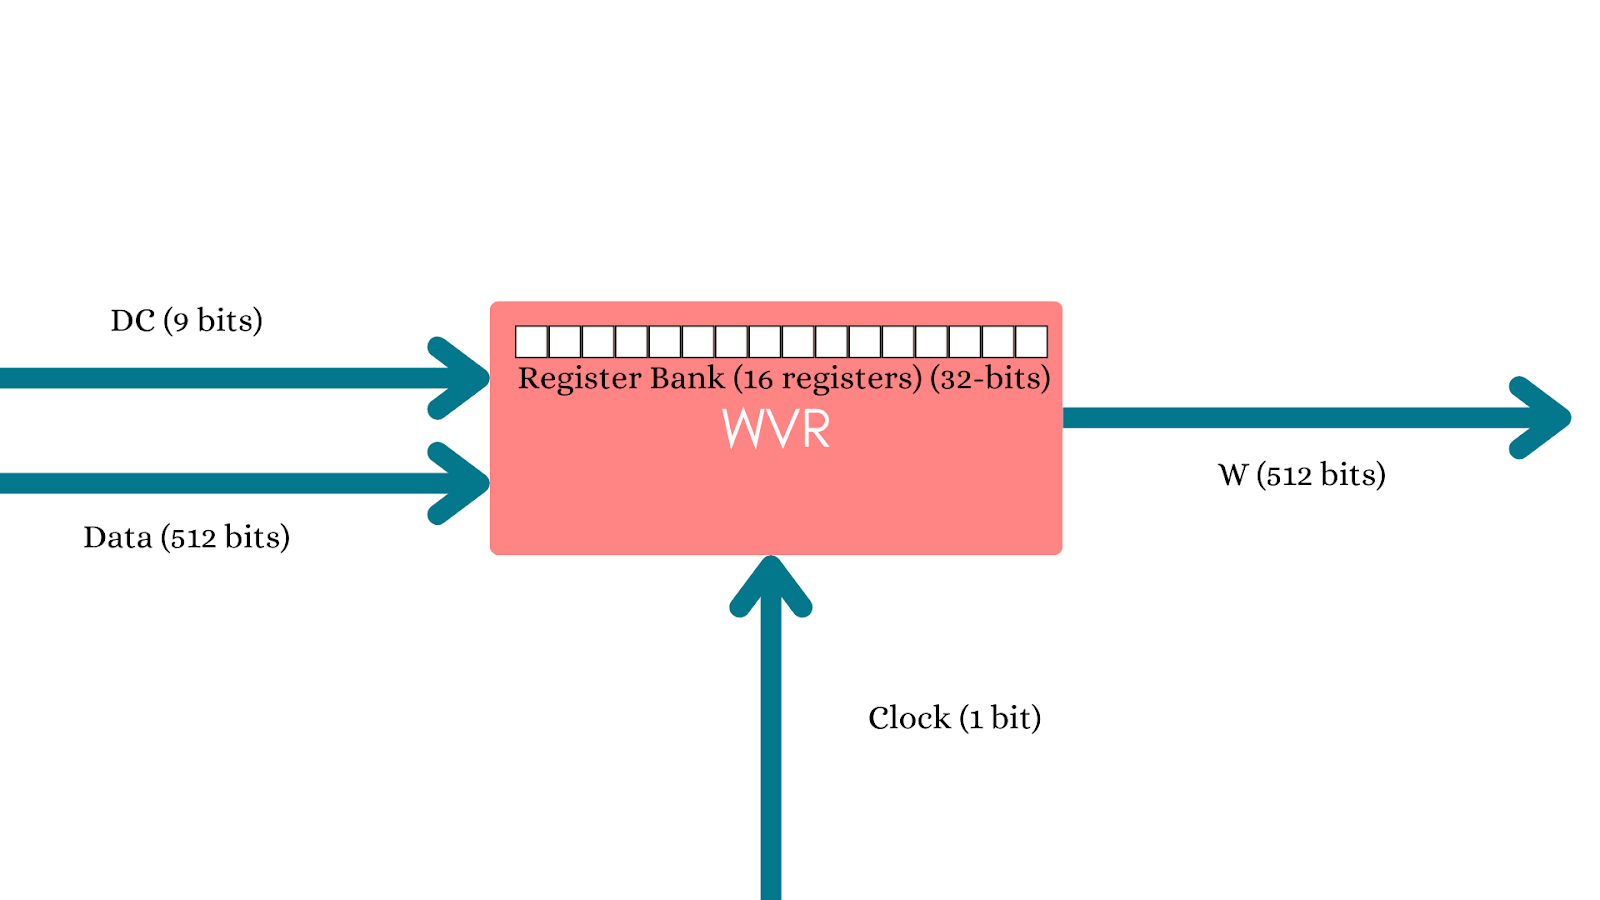 DC (9 bits)
Register Bank (16 registers) (32-bits)
WVR
W (512 bits)
Data (512 bits)
Clock (1 bit)